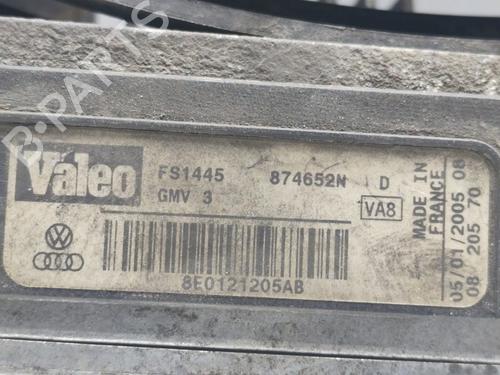 B-PARTS
Valeo
FS1445 874652N D
GMV 3 VA8
8E0121205AB
MADE IN
FRANCE
05/01/2005 08
08 205 70